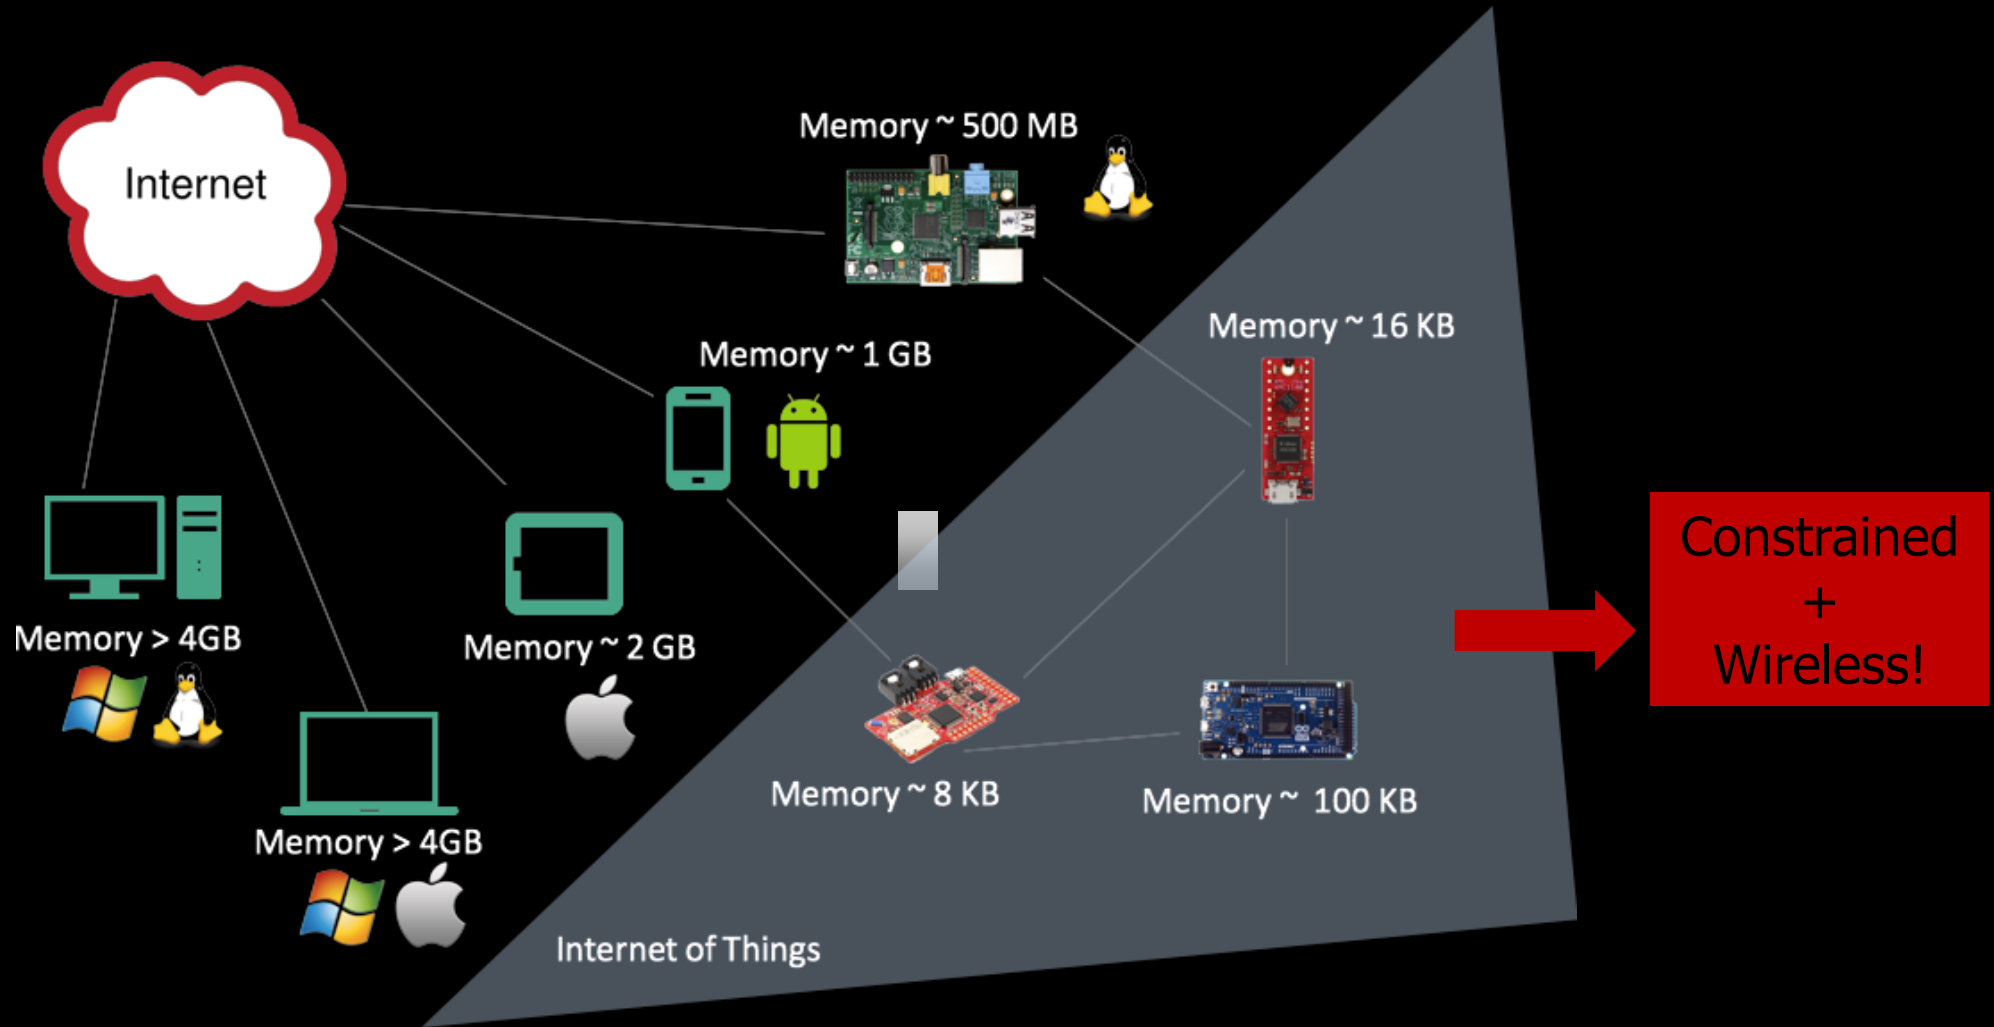 Internet
Memory ~ 500 MB
Memory ~ 16 KB
Memory ~ 1 GB
Memory > 4GB
Memory ~ 2 GB
Memory > 4GB
Memory ~ 8 KB
Memory ~ 100 KB
Internet of Things
Constrained
+
Wireless!